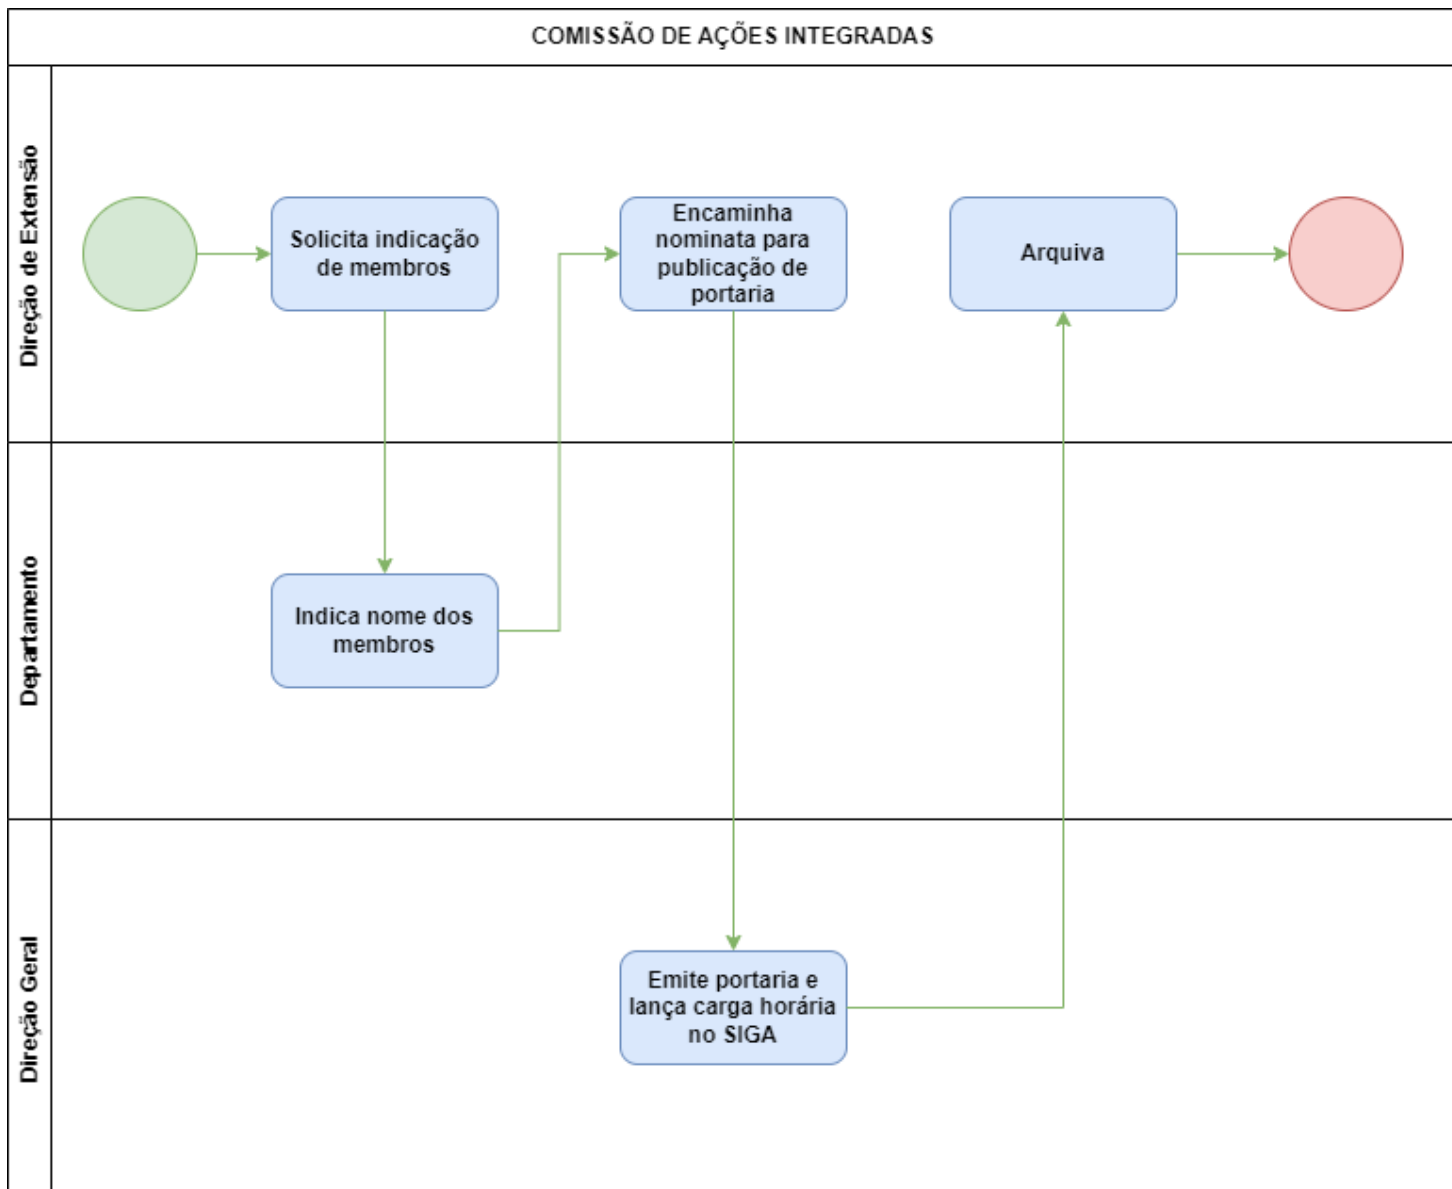 COMISSÃO DE AÇÕES INTEGRADAS
Direção de Extensão
Solicita indicação
de membros
Encaminha
nominata para
publicação de
portaria
Arquiva
Departamento
Indica nome dos
membros
Direção Geral
Emite portaria e
lança carga horária
no SIGA